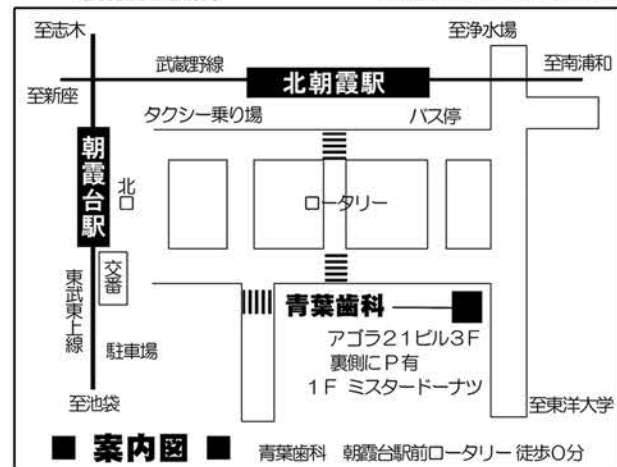 至志木
至浄水場
武蔵野線
北朝霞駅
至南浦和
至新座
タクシー乗り場
バス停
朝霞台駅
北口
ロータリー
交番
東武東上線
青葉歯科
アゴラ21ビル3F
裏側にP有
1F ミスタードーナツ
駐車場
至池袋
至東洋大学
■ 案内図 ■ 青葉歯科 朝霞台駅前ロータリー 徒歩0分